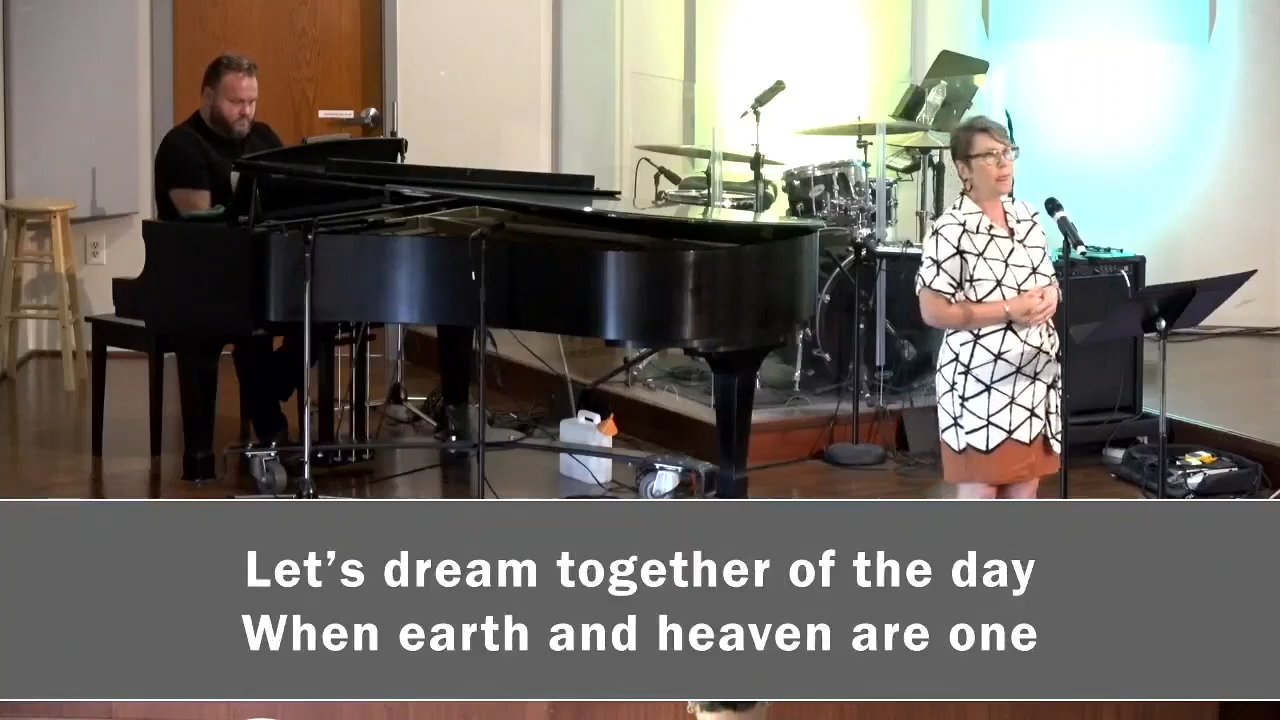 Let's dream together of the day
When earth and heaven are one